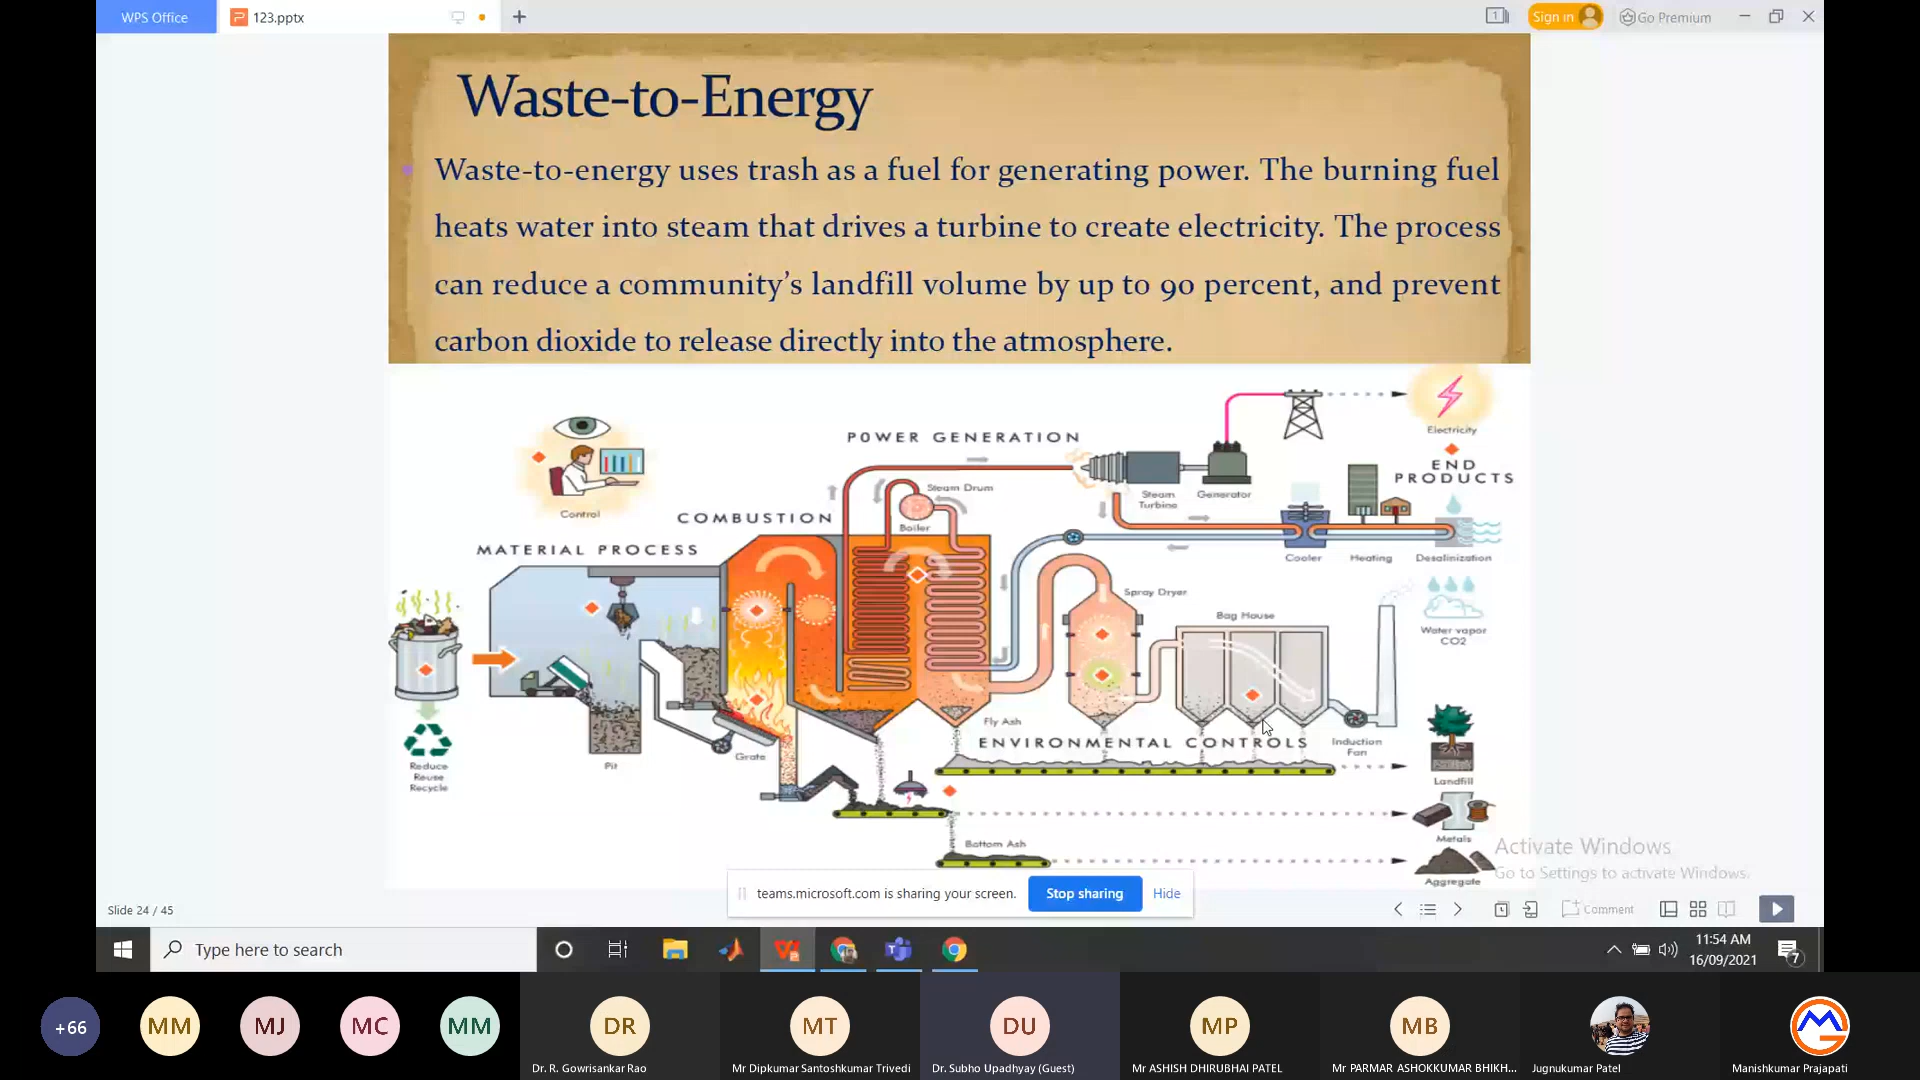 WPS Office
123.pptx
1
Sign in
Go Premium
Waste-to-Energy
Waste-to-energy uses trash as a fuel for generating power. The burning fuel
heats water into steam that drives a turbine to create electricity. The process
can reduce a community's landfill volume by up to 90 percent, and prevent
carbon dioxide to release directly into the atmosphere.
Electricity
POWER GENERATION
END
PRODUCTS
Steam Drum
Steam
Turbine
Generator
Control
COMBUSTION
Boiler
MATERIAL PROCESS
Cooler
Heating
Desalinization
Spray Dryer
Bag House
Water vapor
CO2
Fly Ash
ENVIRONMENTAL CONTROLS
Induction
Fan
Grate
Pit
Reduce
Reuse
Recycle
Landfill
Metals
Bottom Ash
Aggregate
Activate Windows
Go to Settings to activate Windows.
teams.microsoft.com is sharing your screen.
Stop sharing
Hide
Slide 24 / 45
Comment
Type here to search
11:54 AM
16/09/2021
7
+66
MM
MJ
MC
MM
DR
MT
DU
MP
MB
Dr. R. Gowrisankar Rao
Mr Dipkumar Santoshkumar Trivedi
Dr. Subho Upadhyay (Guest)
Mr ASHISH DHIRUBHAI PATEL
Mr PARMAR ASHOKKUMAR BHIKH...
Jugnukumar Patel
Manishkumar Prajapati